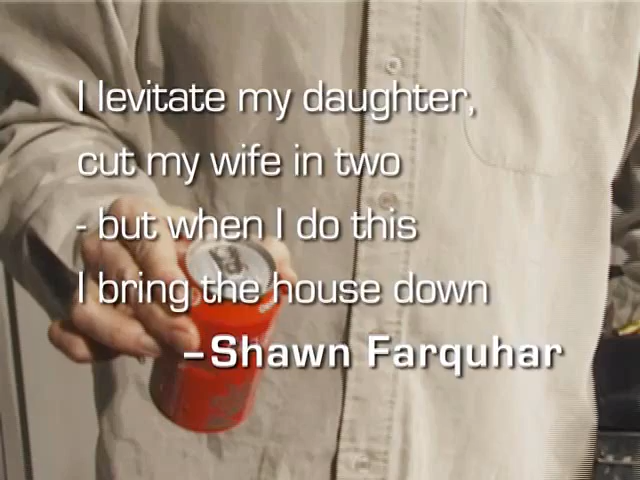 I levitate my daughter,
cut my wife in two
- but when I do this
I bring the house down
–Shawn Farquhar